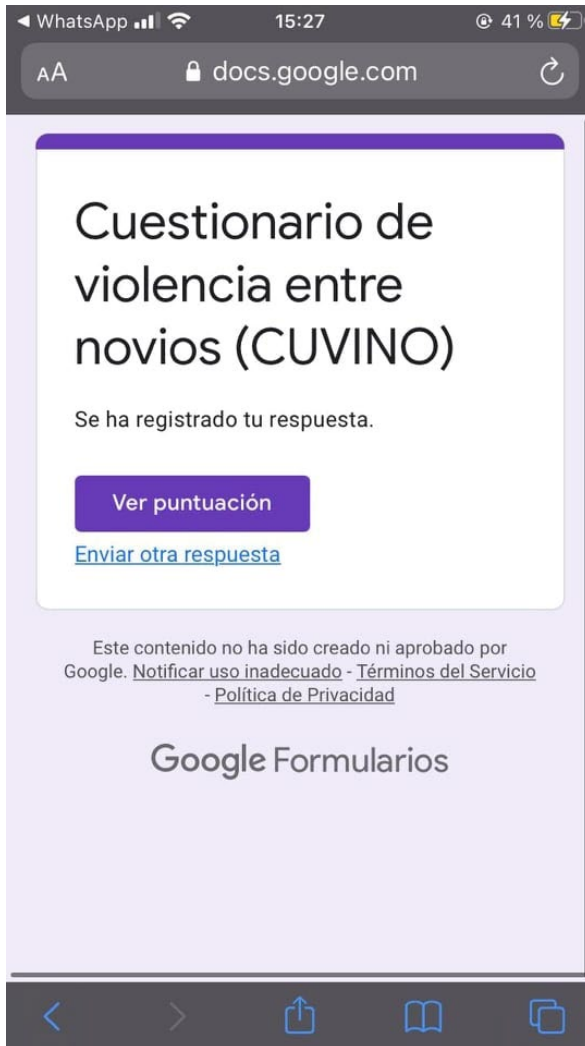 ◀ WhatsApp 15:27 41 %
AA docs.google.com
Cuestionario de
violencia entre
novios (CUVINO)
Se ha registrado tu respuesta.
Ver puntuación
Enviar otra respuesta
Este contenido no ha sido creado ni aprobado por
Google. Notificar uso inadecuado - Términos del Servicio
- Política de Privacidad
Google Formularios